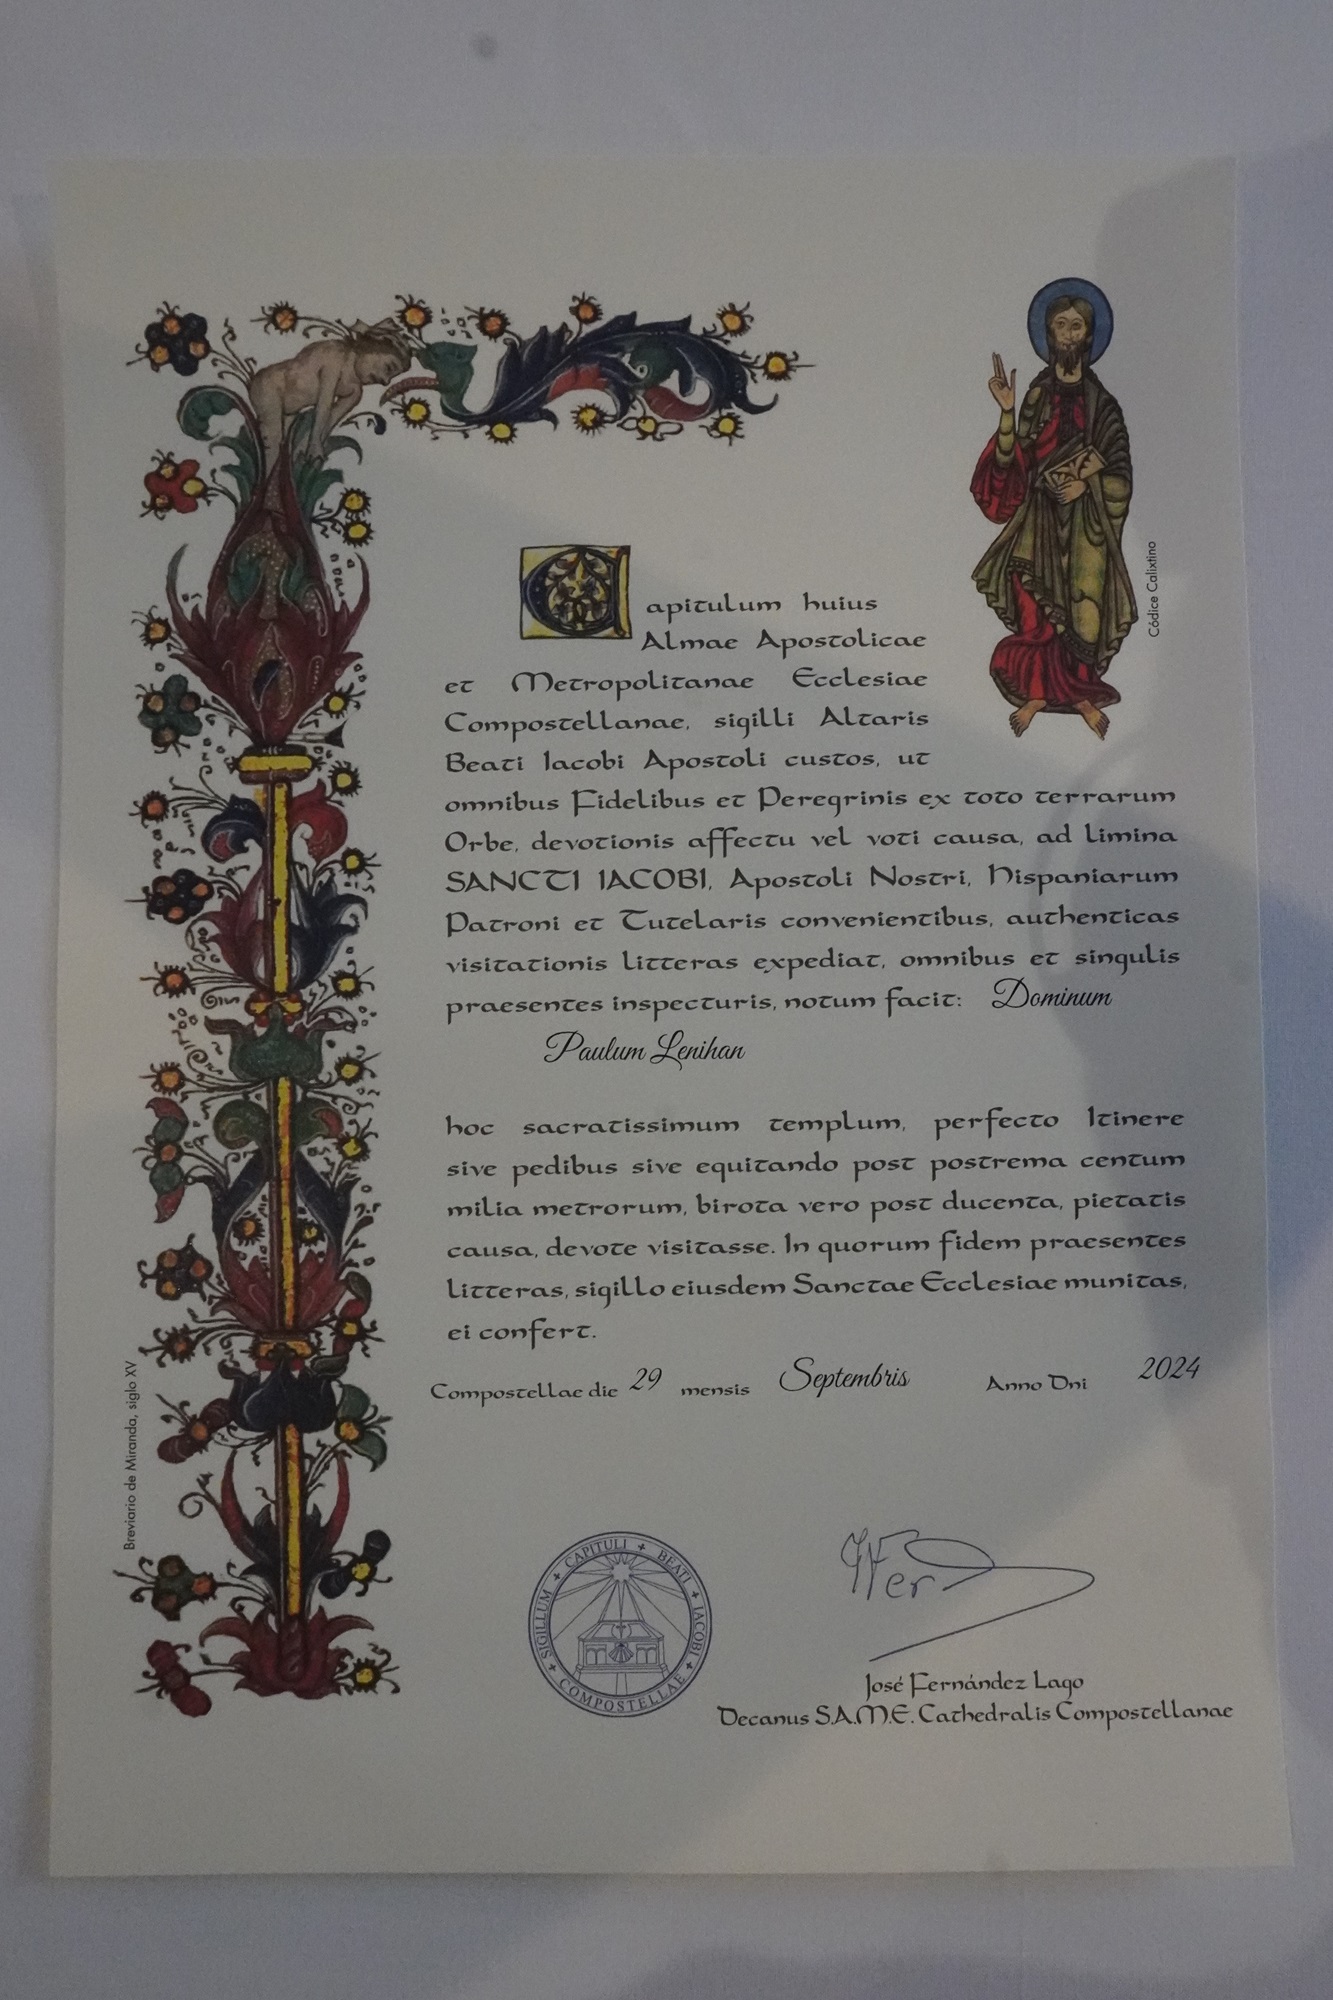 Capitulum huius
Almae Apostolicae
et Metropolitanae Ecclesiae
Compostellanae, sigilli Altaris
Beati Iacobi Apostoli custos, ut
omnibus Fidelibus et Peregrinis ex toto terrarum
Orbe, devotionis affectu vel voti causa, ad limina
SANCTI IACOBI, Apostoli Nostri, Hispaniarum
Patroni et Tutelaris convenientibus, authenticas
visitationis litteras expediat, omnibus et singulis
praesentes inspecturis, notum facit: Dominum
Paulum Lenihan
hoc sacratissimum templum, perfecto Itinere
sive pedibus sive equitando post postrema centum
milia metrorum, birota vero post ducenta, pietatis
causa, devote visitasse. In quorum fidem praesentes
litteras, sigillo eiusdem Sanctae Ecclesiae munitas,
ei confert.
Compostellae die 29 mensis Septembris Anno Dni 2024
SIGILLUM + CAPITULI + BEATI + IACOBI + COMPOSTELLAE +
José Fernández Lago
Decanus S.A.M.E. Cathedralis Compostellanae
Códice Calixtino
Breviario de Miranda, siglo XV